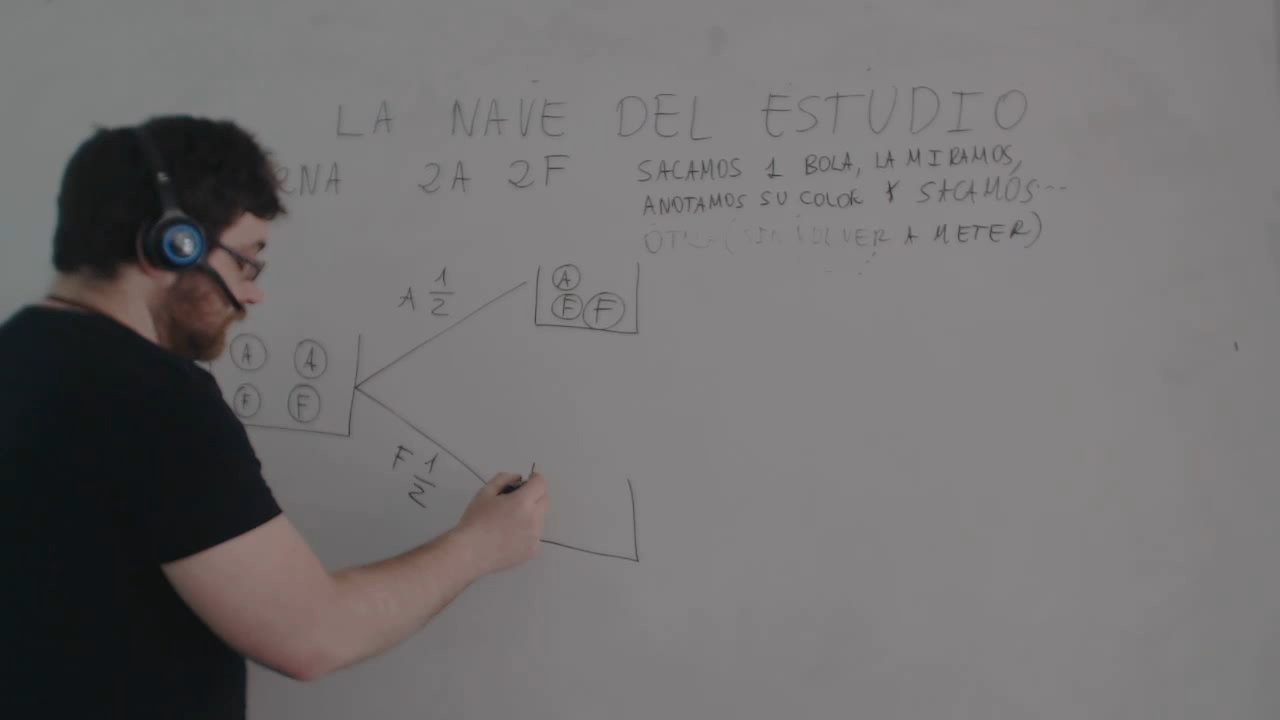 LA NAVE DEL ESTUDIO
RNA 2A 2F
SACAMOS 1 BOLA, LA MIRAMOS,
ANOTAMOS SU COLOR Y SACAMOS...
(SIN VOLVER A METER)
A 1/2
A
F F
A A
F F
F 1/2